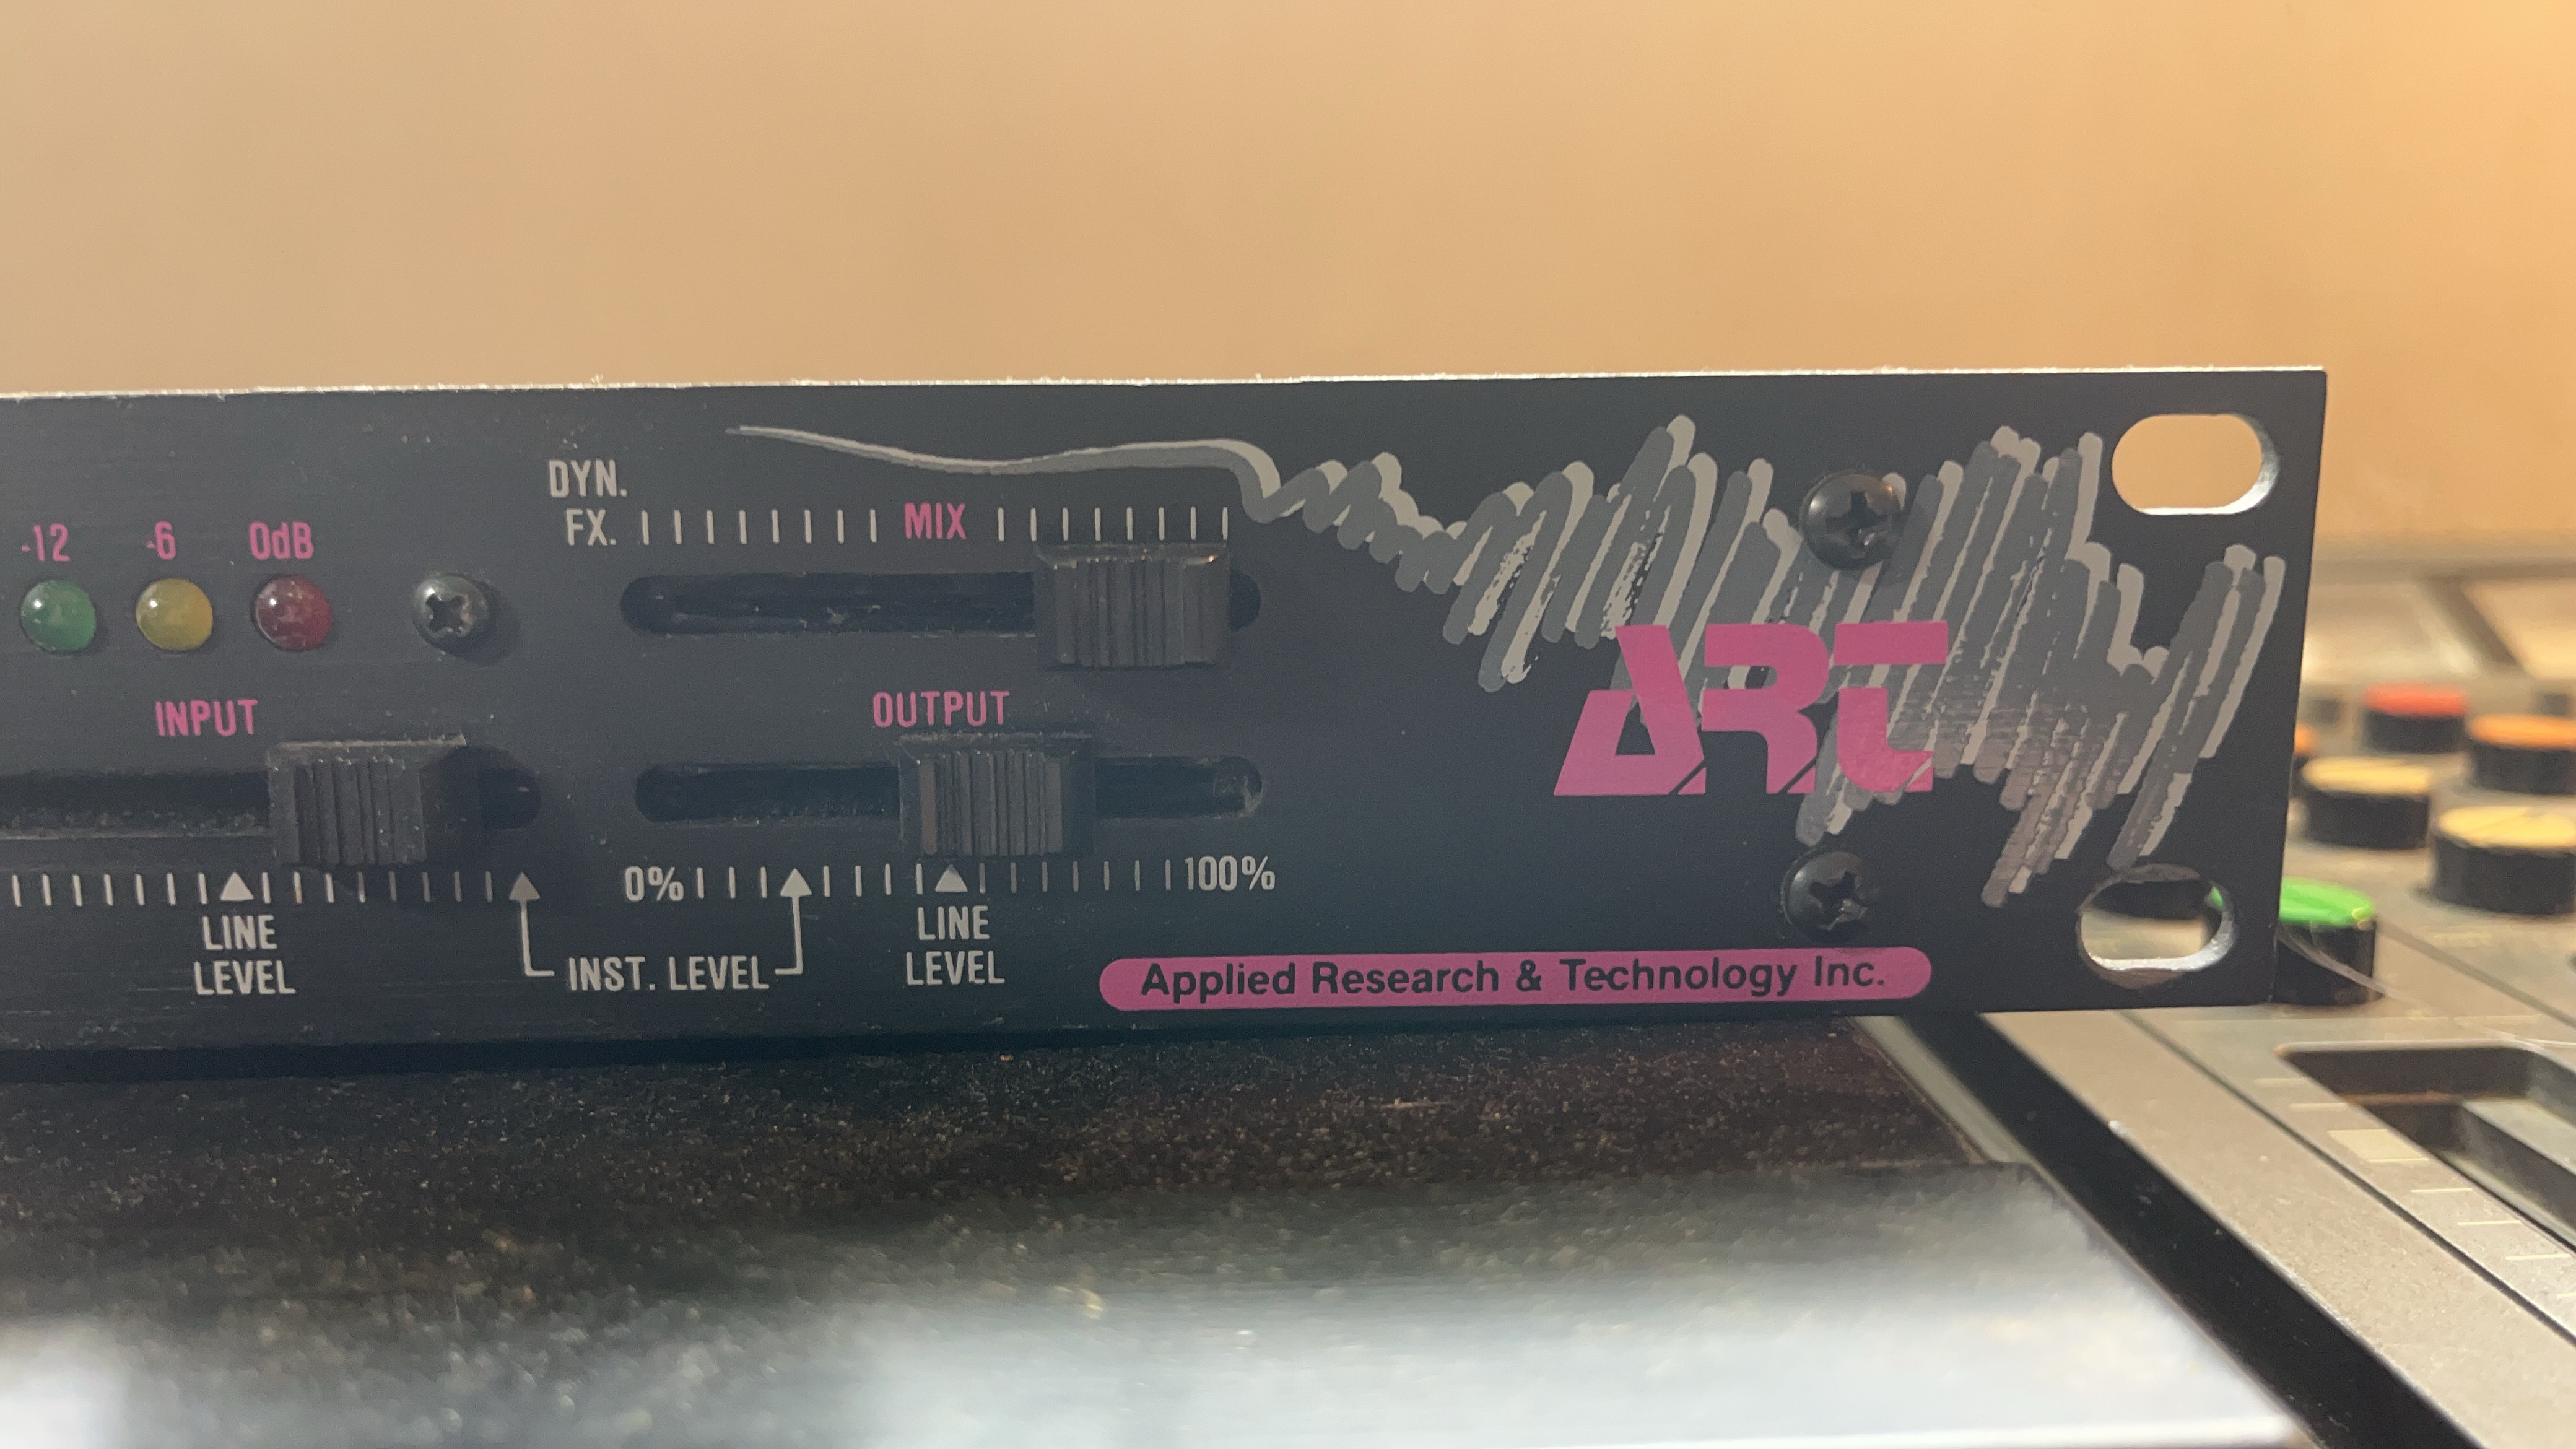 -12 -6 0dB
DYN.
FX. MIX
INPUT
OUTPUT
LINE
LEVEL
INST. LEVEL
0% 100%
LINE
LEVEL
ART
Applied Research & Technology Inc.